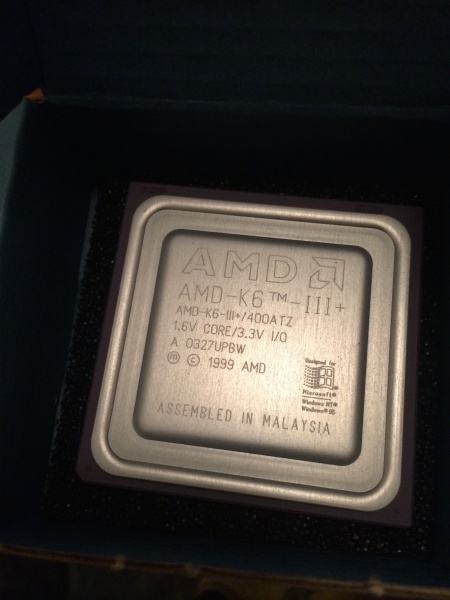 AMD
AMD-K6™-III+
AMD-K6-III+/400ATZ
1.6V CORE/3.3V I/O
A 0327UPBW
ⓜ © 1999 AMD
Designed for
Microsoft®
Windows NT®
Windows® 95
ASSEMBLED IN MALAYSIA